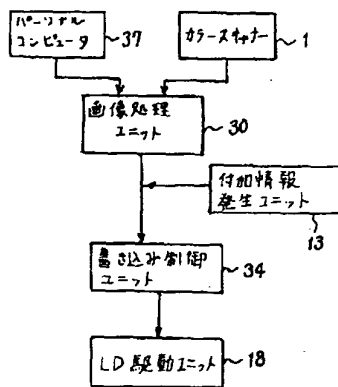 パーソナル
コンピュータ
37
カラースキャナー
1
画像処理
ユニット
30
付加情報
発生ユニット
13
書き込み制御
ユニット
34
LD駆動ユニット
18